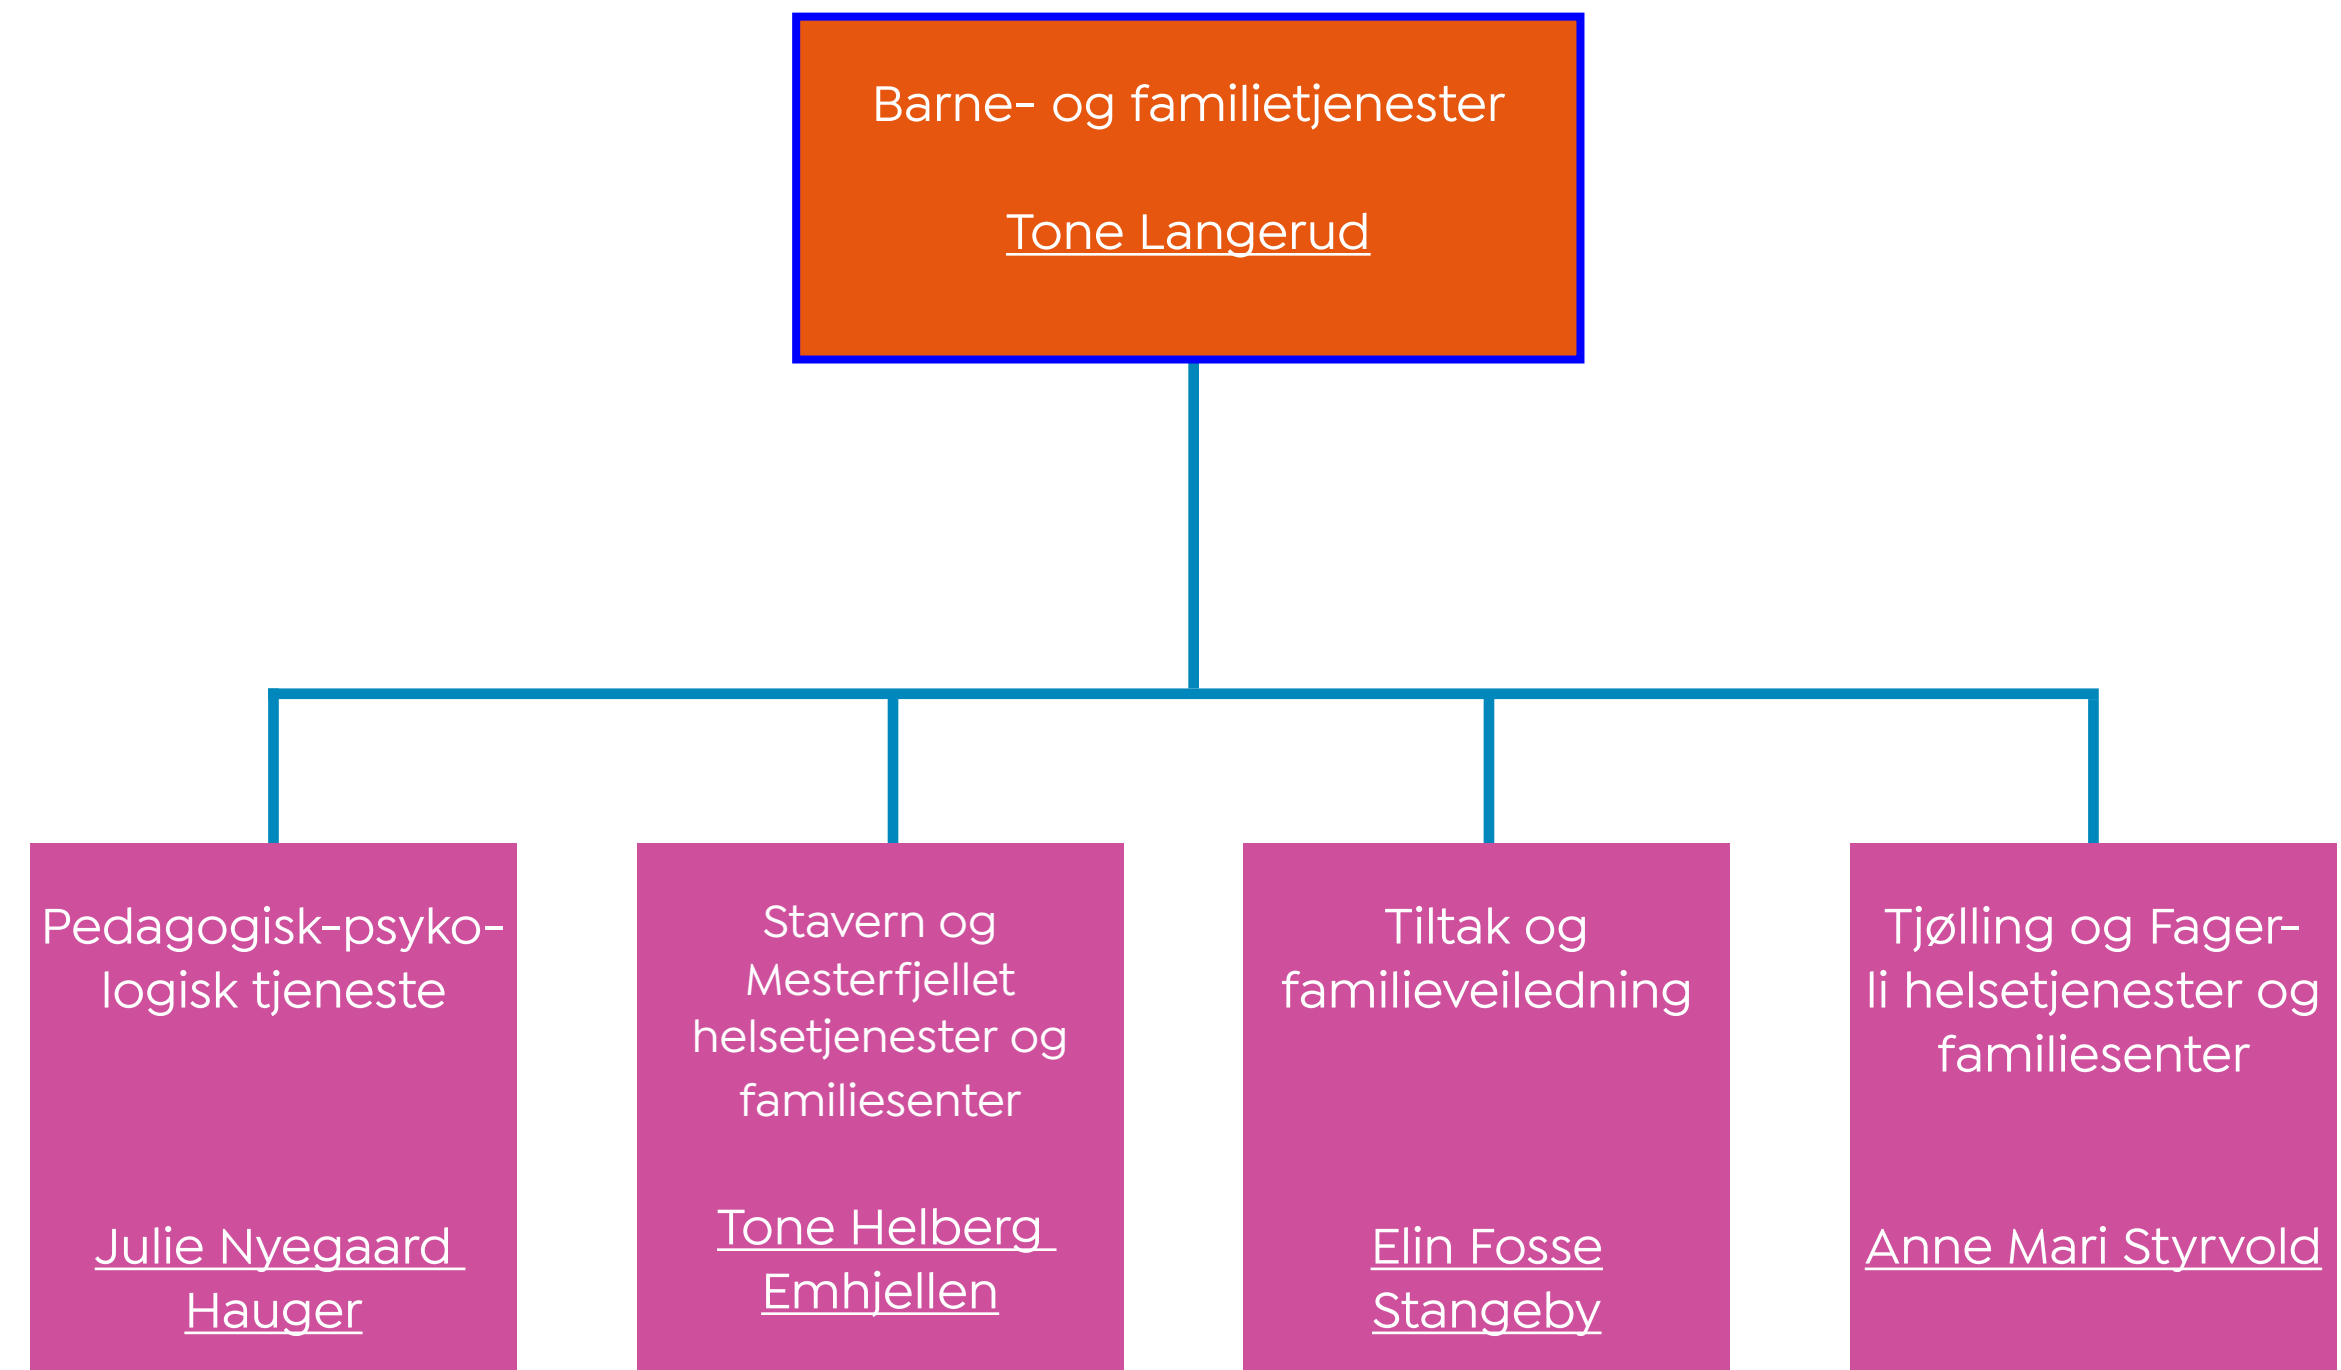 Barne- og familietjenester
Tone Langerud
Pedagogisk-psyko-
logisk tjeneste
Julie Nyegaard
Hauger
Stavern og
Mesterfjellet
helsetjenester og
familiesenter
Tone Helberg
Emhjellen
Tiltak og
familieveiledning
Elin Fosse
Stangeby
Tjølling og Fager-
li helsetjenester og
familiesenter
Anne Mari Styrvold